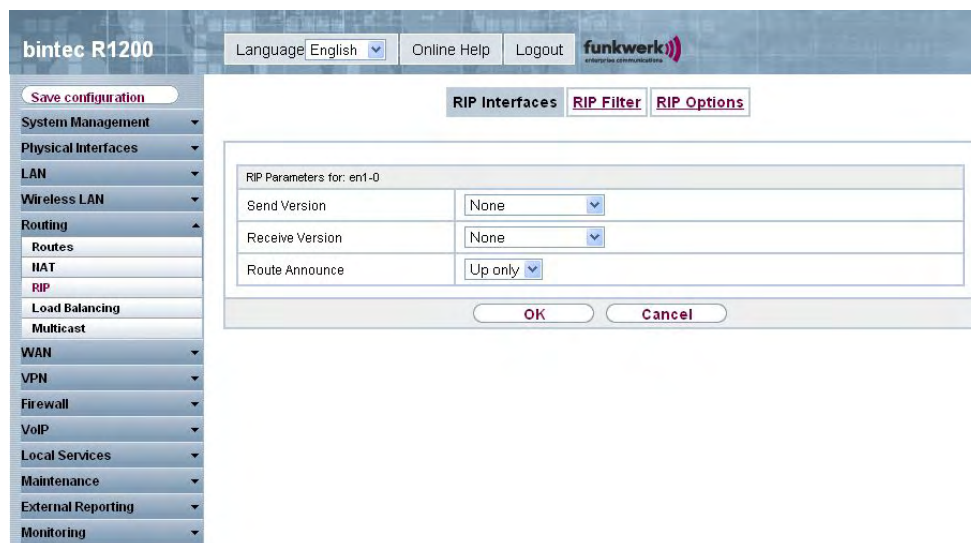 bintec R1200
Language English Online Help Logout funkwerk
enterprise communications
Save configuration
System Management
Physical Interfaces
LAN
Wireless LAN
Routing
Routes
NAT
RIP
Load Balancing
Multicast
WAN
VPN
Firewall
VoIP
Local Services
Maintenance
External Reporting
Monitoring
RIP Interfaces RIP Filter RIP Options
RIP Parameters for: en1-0
Send Version None
Receive Version None
Route Announce Up only
OK Cancel